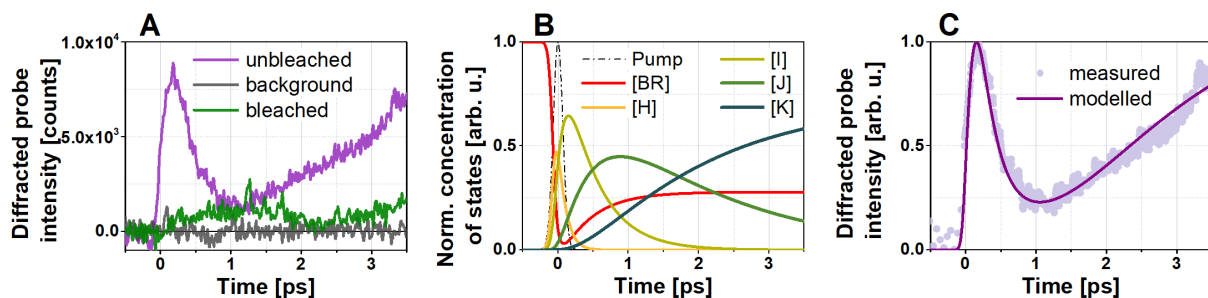 A
Diffracted probe
intensity [counts]
1.0x10⁴
5.0x10³
0.0
unbleached
background
bleached
0
1
2
3
Time [ps]
B
Norm. concentration
of states [arb. u.]
1.0
0.5
0.0
Pump
[BR]
[H]
[I]
[J]
[K]
0
1
2
3
Time [ps]
C
Diffracted probe
intensity [arb. u.]
1.0
0.5
0.0
measured
modelled
0
1
2
3
Time [ps]